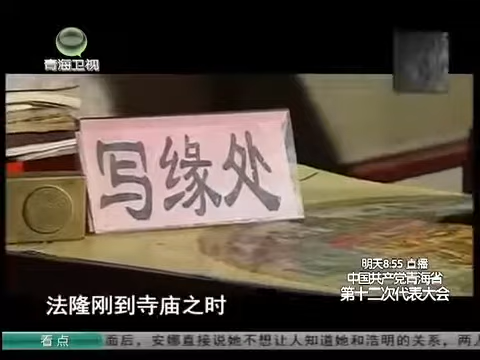 青海卫视
写缘处
明天8:55 直播
中国共产党青海省
第十二次代表大会
法隆刚到寺庙之时
看点 面后，安娜直接说她不想让人知道她和浩明的关系，两人